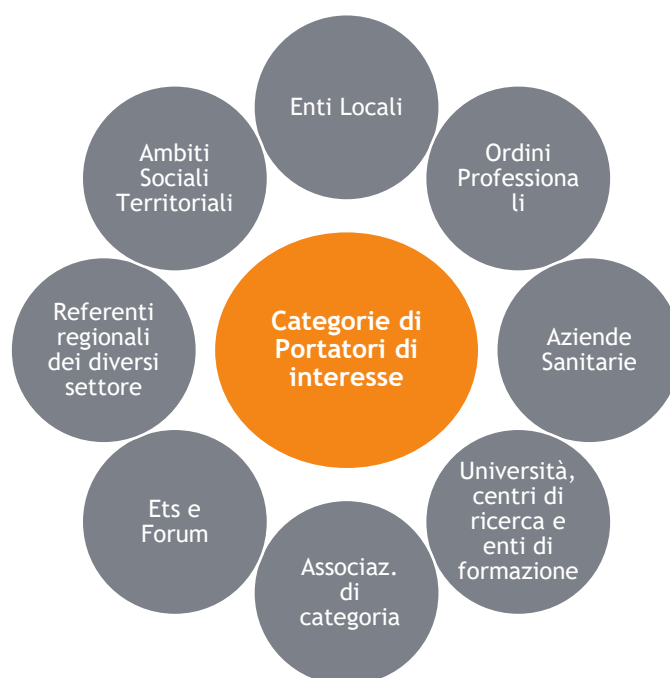 Enti Locali
Ordini
Professiona
li
Aziende
Sanitarie
Università,
centri di
ricerca e
enti di
formazione
Associaz.
di
categoria
Ets e
Forum
Referenti
regionali
dei diversi
settore
Ambiti
Sociali
Territoriali
Categorie di
Portatori di
interesse